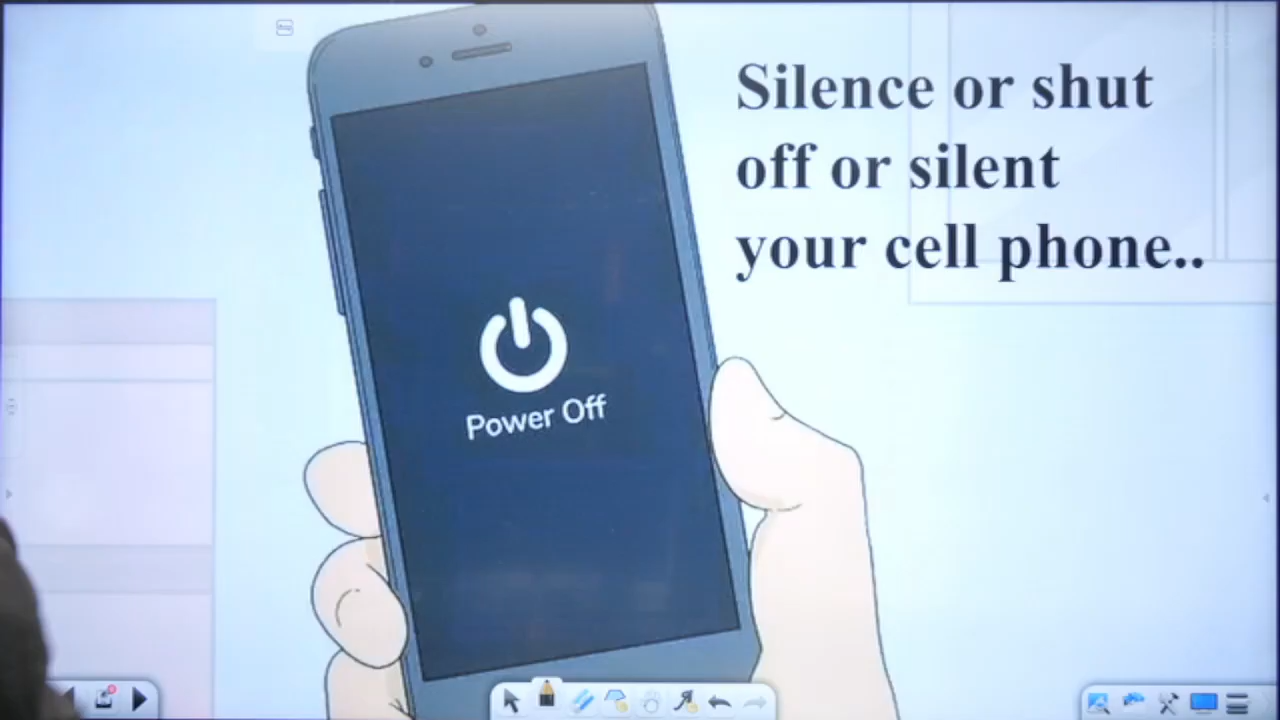 Silence or shut
off or silent
your cell phone..
Power Off